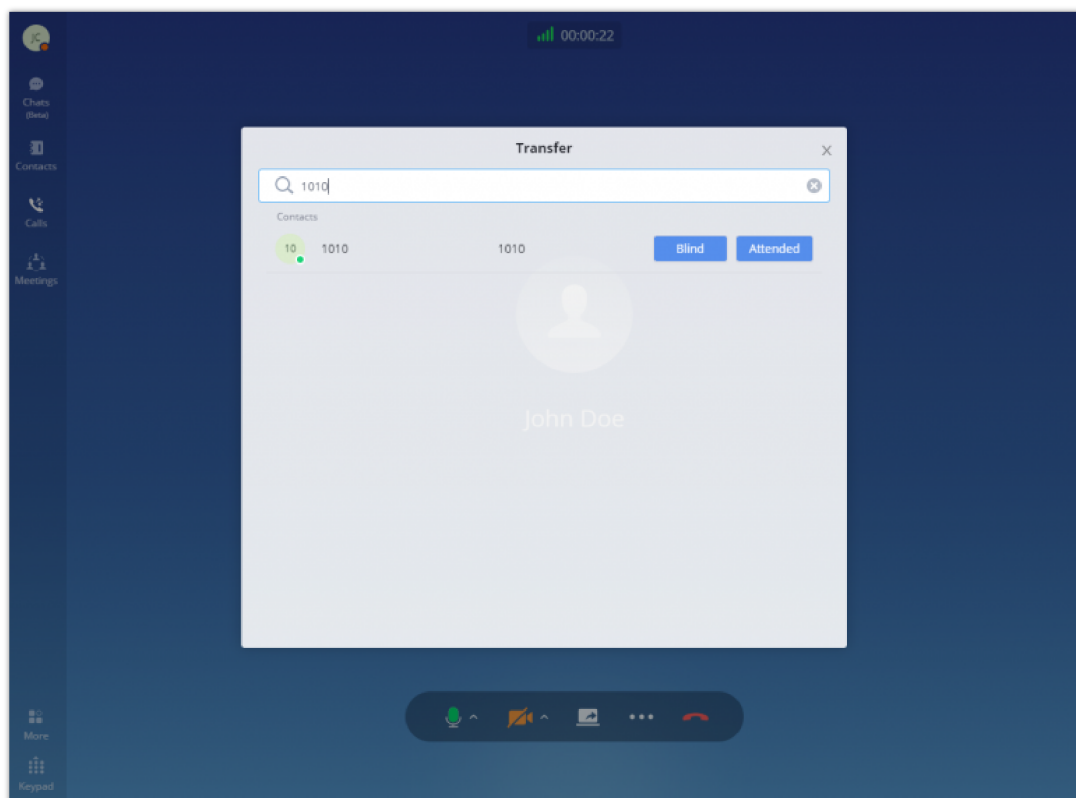 00:00:22
JC
Chats
(Beta)
Contacts
Calls
Meetings
More
Keypad
Transfer
1010
Contacts
10 1010 1010 Blind Attended
John Doe